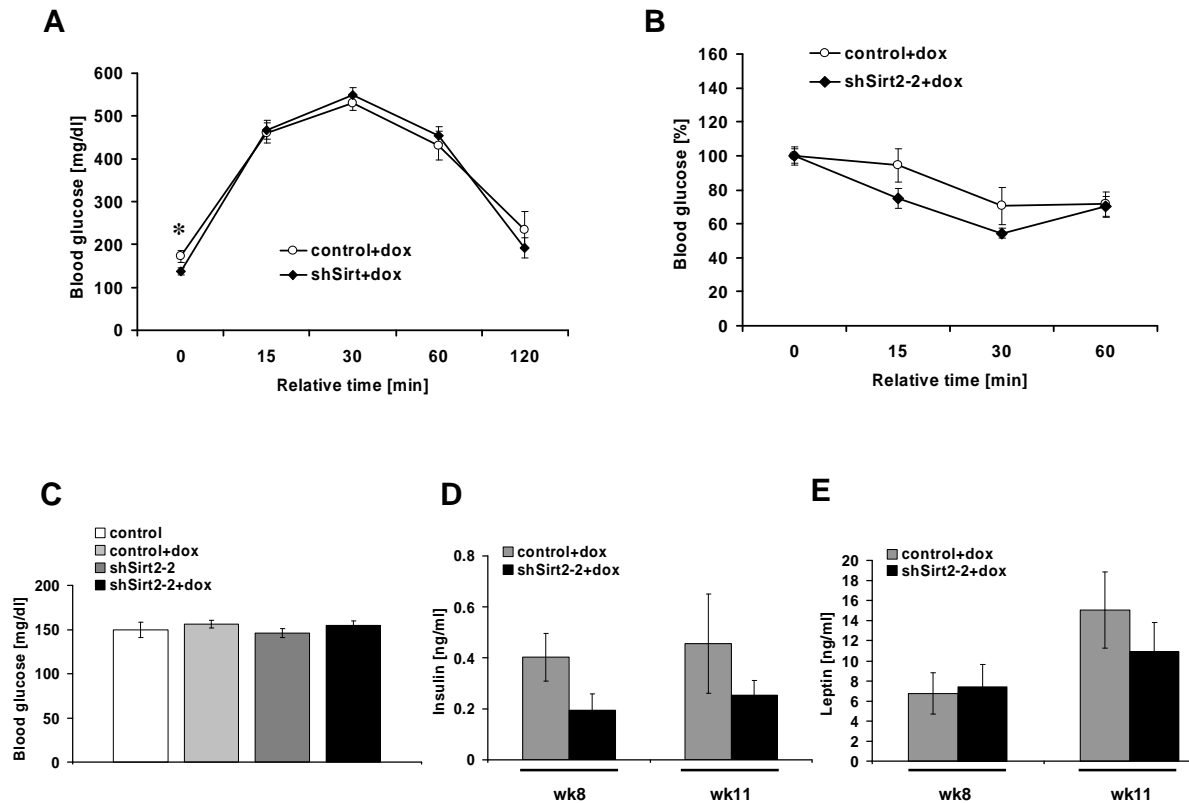 A
600
500
400
300
200
100
0
Blood glucose [mg/dl]
*
control+dox
shSirt+dox
0 15 30 60 120
Relative time [min]
B
160
140
120
100
80
60
40
20
0
Blood glucose [%]
control+dox
shSirt2-2+dox
0 15 30 60
Relative time [min]
C
control
control+dox
shSirt2-2
shSirt2-2+dox
200
150
100
50
0
Blood glucose [mg/dl]
D
control+dox
shSirt2-2+dox
0.8
0.6
0.4
0.2
0
Insulin [ng/ml]
wk8 wk11
E
control+dox
shSirt2-2+dox
20
18
16
14
12
10
8
6
4
2
0
Leptin [ng/ml]
wk8 wk11